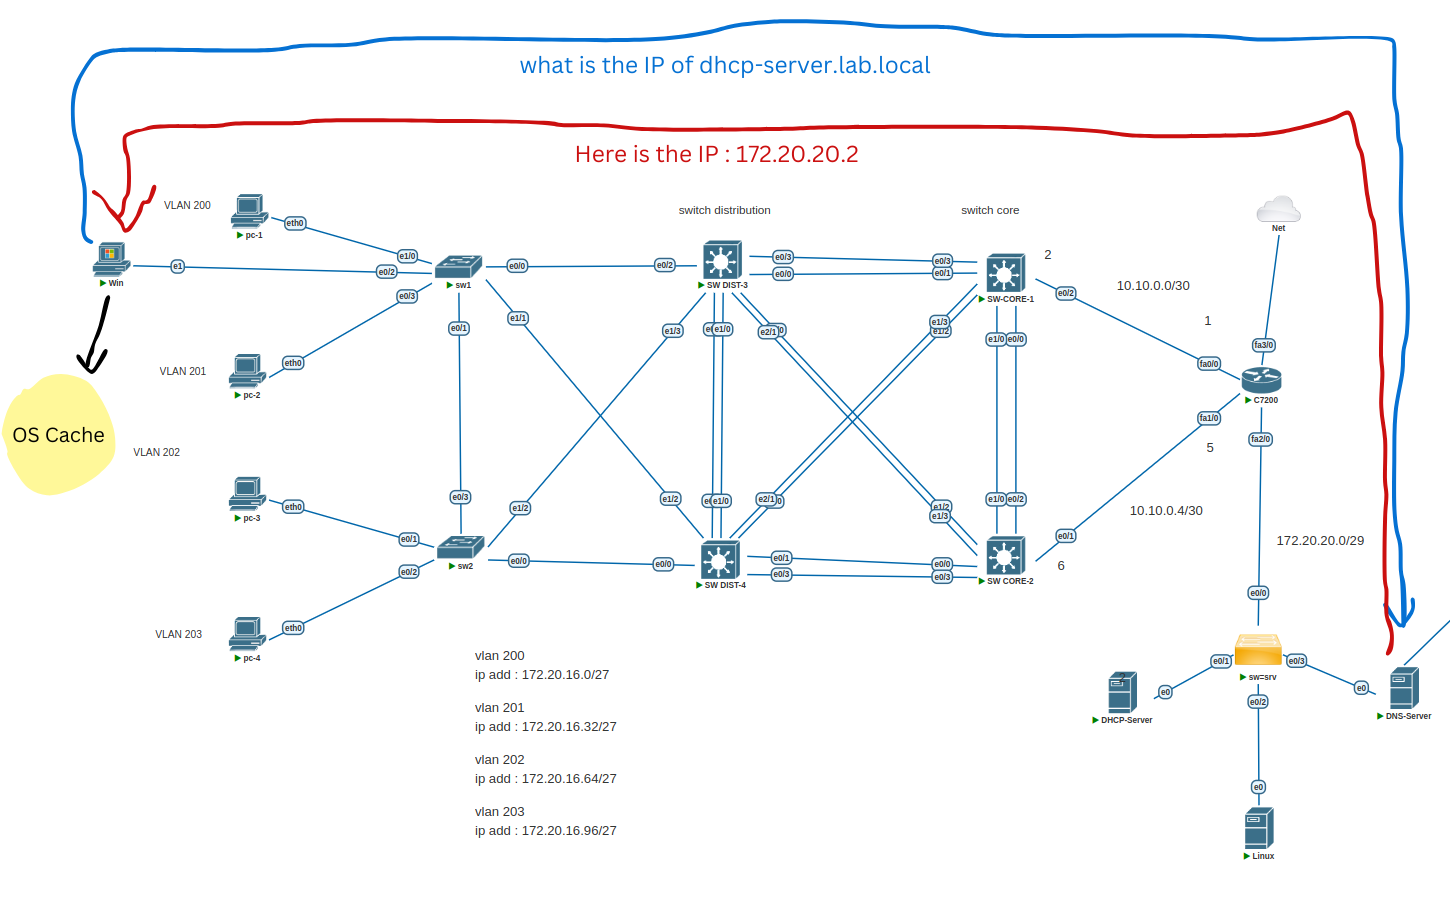 what is the IP of dhcp-server.lab.local
Here is the IP : 172.20.20.2
VLAN 200
pc-1
eth0
switch distribution
switch core
Net
Win
e1
e1/0
e0/2
e0/3
sw1
e0/0
e0/2
SW DIST-3
e0/3
e0/0
e0/3
e0/1
SW-CORE-1
2
e0/2
10.10.0.0/30
1
fa3/0
fa0/0
C7200
fa1/0
fa2/0
5
e0/1
e1/1
e1/3
e1/0
e2/1
e1/3
e1/2
e1/0
e0/0
VLAN 201
pc-2
eth0
OS Cache
VLAN 202
pc-3
eth0
e0/3
e0/1
e0/2
sw2
e1/2
e0/0
e1/2
e1/0
e2/1
e0/0
SW DIST-4
e0/1
e0/3
e1/2
e1/3
e1/0
e0/2
e0/0
e0/3
SW CORE-2
e0/1
6
10.10.0.4/30
172.20.20.0/29
e0/0
VLAN 203
pc-4
eth0
e0/1
e0/3
sw=srv
e0/2
e0
DHCP-Server
e0
DNS-Server
e0
Linux
vlan 200
ip add : 172.20.16.0/27
vlan 201
ip add : 172.20.16.32/27
vlan 202
ip add : 172.20.16.64/27
vlan 203
ip add : 172.20.16.96/27